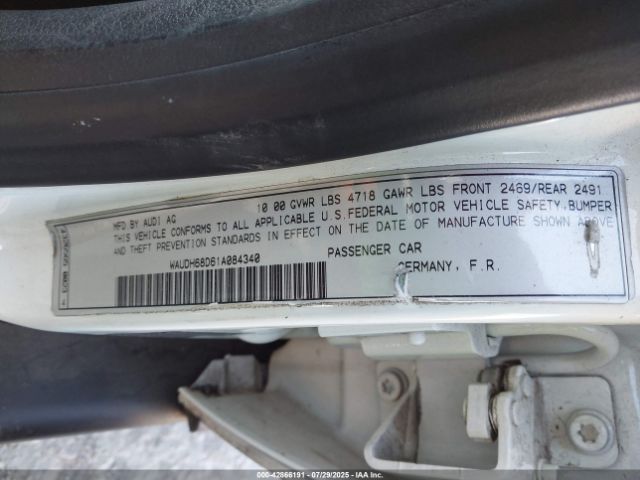 MFD.BY AUDI AG 10 00 GVWR LBS 4718 GAWR LBS FRONT 2469/REAR 2491
THIS VEHICLE CONFORMS TO ALL APPLICABLE U.S.FEDERAL MOTOR VEHICLE SAFETY,BUMPER
AND THEFT PREVENTION STANDARDS IN EFFECT ON THE DATE OF MANUFACTURE SHOWN ABOVE
WAUDH68D61A084340 PASSENGER CAR
GERMANY, F.R.
000-42866191 - 07/29/2025 - IAAI.COM